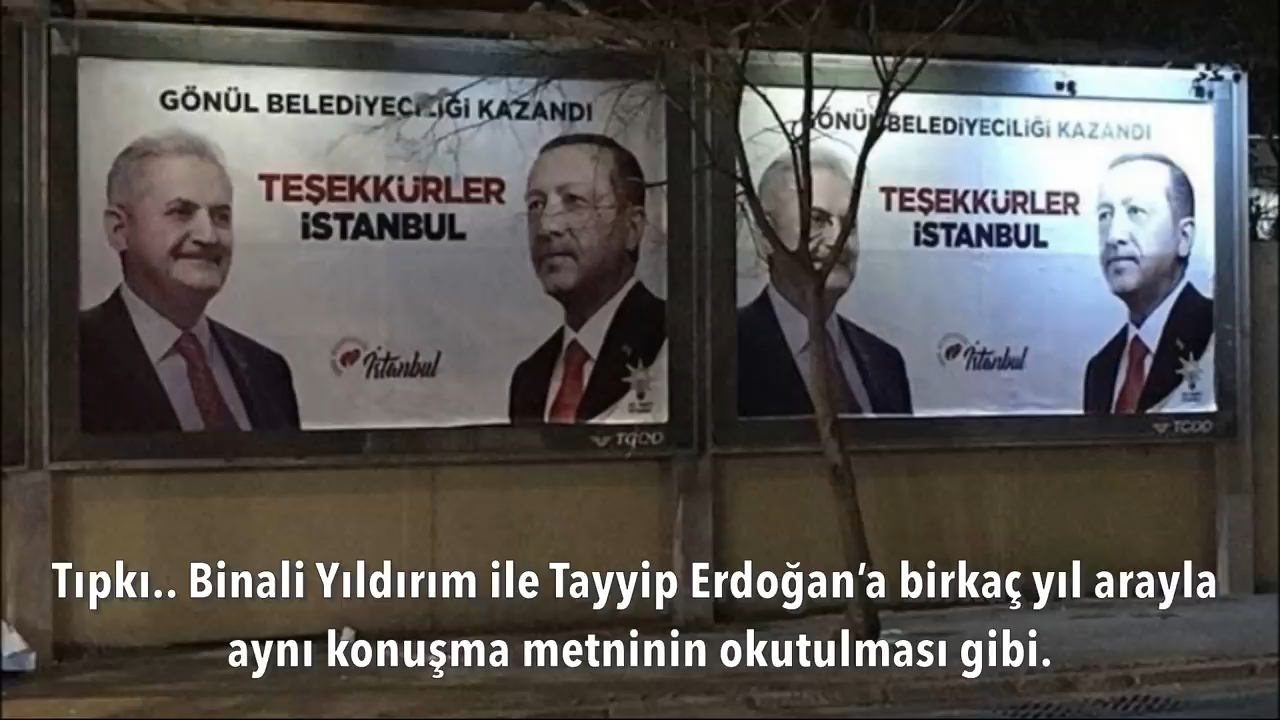 GÖNÜL BELEDİYECİLİĞİ KAZANDI
TEŞEKKÜRLER
İSTANBUL
İstanbul
TCDD
GÖNÜL BELEDİYECİLİĞİ KAZANDI
TEŞEKKÜRLER
İSTANBUL
İstanbul
TCDD
Tıpkı.. Binali Yıldırım ile Tayyip Erdoğan’a birkaç yıl arayla
aynı konuşma metninin okutulması gibi.